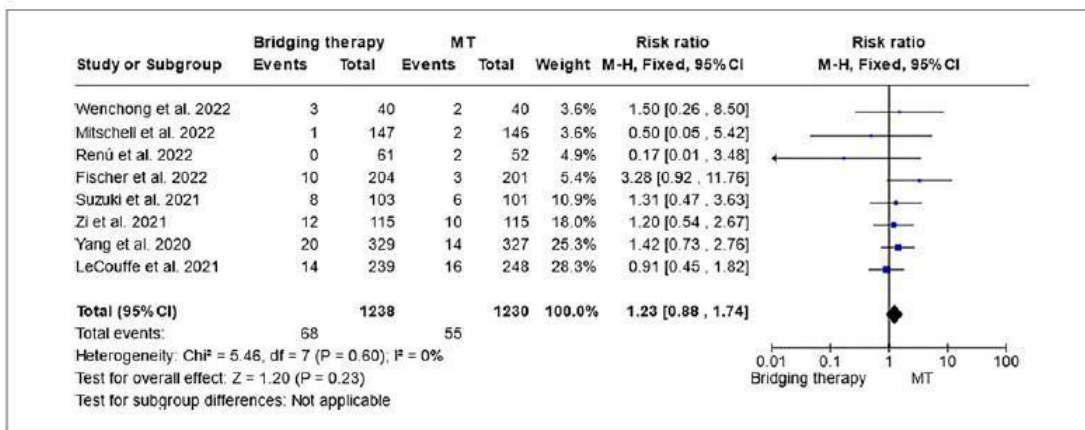 Bridging therapy MT Risk ratio Risk ratio
Study or Subgroup Events Total Events Total Weight M-H, Fixed, 95% CI M-H, Fixed, 95% CI
Wenchong et al. 2022 3 40 2 40 3.6% 1.50 [0.26 , 8.50]
Mitschell et al. 2022 1 147 2 146 3.6% 0.50 [0.05 , 5.42]
Renú et al. 2022 0 61 2 52 4.9% 0.17 [0.01 , 3.48]
Fischer et al. 2022 10 204 3 201 5.4% 3.28 [0.92 , 11.76]
Suzuki et al. 2021 8 103 6 101 10.9% 1.31 [0.47 , 3.63]
Zi et al. 2021 12 115 10 115 18.0% 1.20 [0.54 , 2.67]
Yang et al. 2020 20 329 14 327 25.3% 1.42 [0.73 , 2.76]
LeCouffe et al. 2021 14 239 16 248 28.3% 0.91 [0.45 , 1.82]
Total (95% CI) 1238 1230 100.0% 1.23 [0.88 , 1.74]
Total events: 68 55
Heterogeneity: Chi² = 5.46, df = 7 (P = 0.60); I² = 0%
Test for overall effect: Z = 1.20 (P = 0.23)
Test for subgroup differences: Not applicable
0.01 0.1 1 10 100
Bridging therapy MT